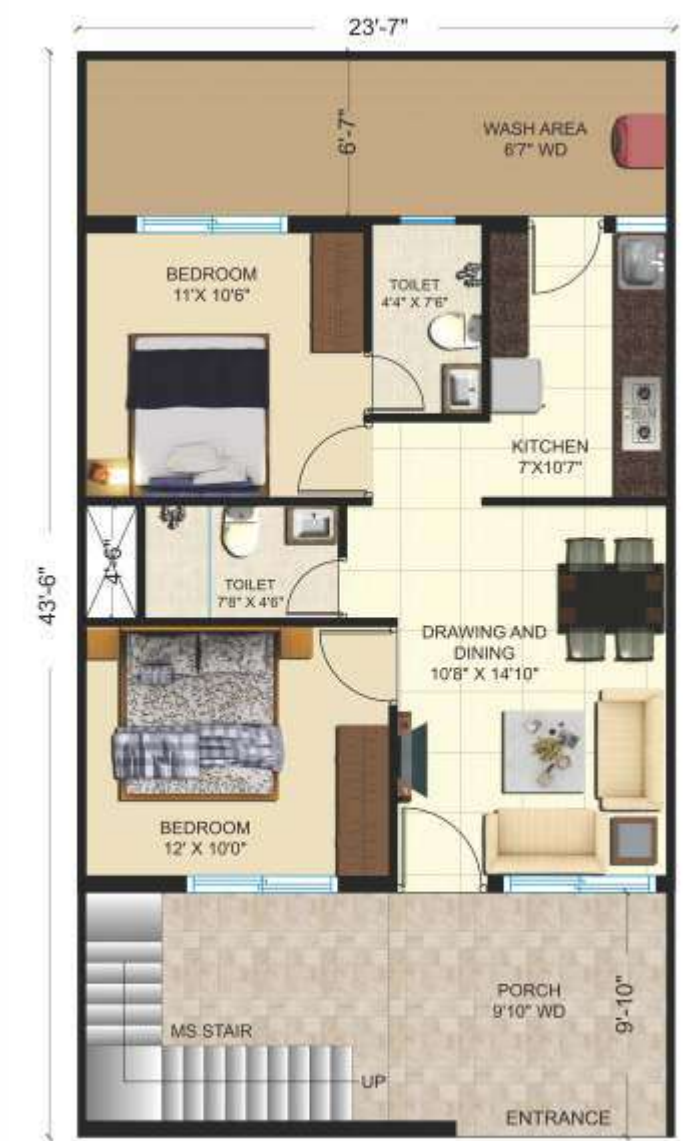 23'-7"
6'-7"
WASH AREA
6'7" WD
BEDROOM
11'X 10'6"
TOILET
4'4" X 7'6"
KITCHEN
7'X10'7"
43'-6"
4'-6"
TOILET
7'8" X 4'6"
DRAWING AND
DINING
10'8" X 14'10"
BEDROOM
12' X 10'0"
PORCH
9'10" WD
9'-10"
MS STAIR
UP
ENTRANCE